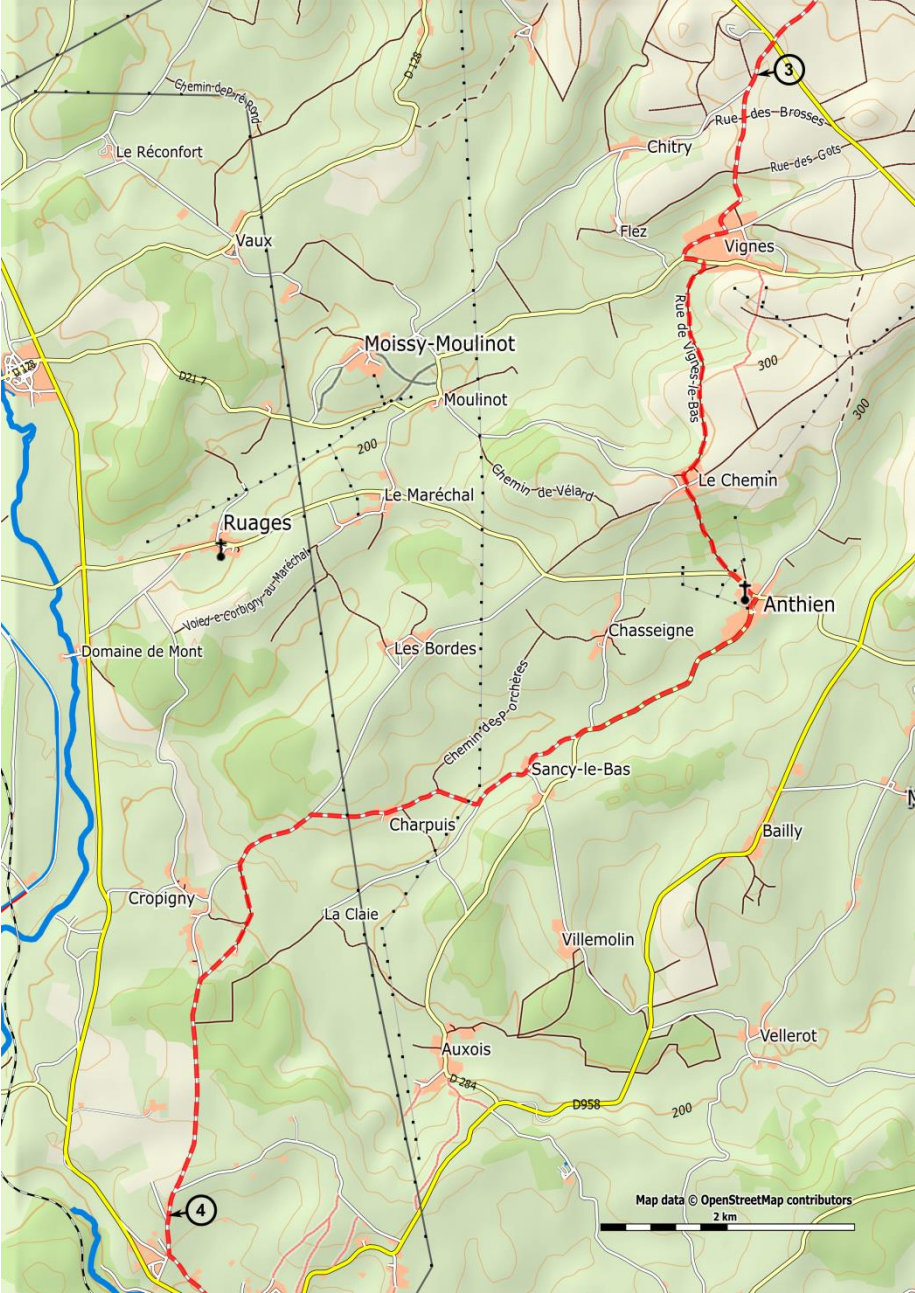 3
D 128
Chemin de Pré Rond
Rue des Brosses
Le Réconfort
Chitry
Rue des Gots
Flez
Vaux
Vignes
Rue de Vignes-le-Bas
Moissy-Moulinot
300
D 128
D21 7
Moulinot
300
200
Chemin de Vélard
Le Chemin
Le Maréchal
Ruages
Voied-e-Corbigny-au-Maréchal
Anthien
Chasseigne
Les Bordes
Domaine de Mont
Chemin-des-P-orchères
Sancy-le-Bas
Charpuis
Bailly
Cropigny
La Claie
Villemolin
Vellerot
Auxois
D 284
D958
200
4
Map data © OpenStreetMap contributors
2 km